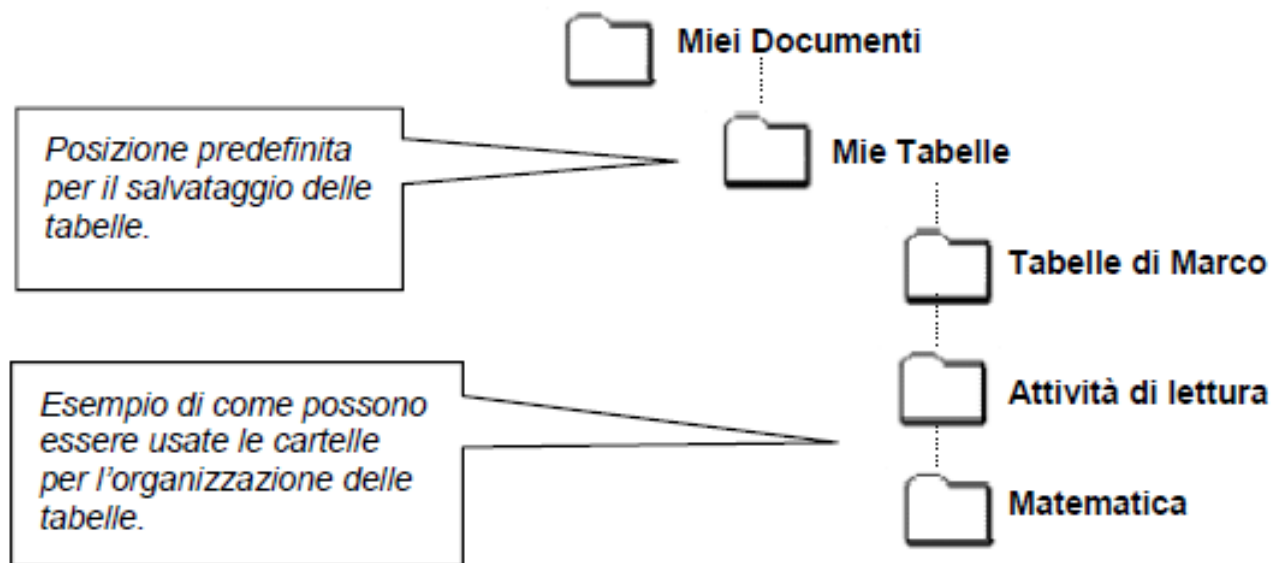 Miei Documenti
Posizione predefinita
per il salvataggio delle
tabelle.
Mie Tabelle
Tabelle di Marco
Esempio di come possono
essere usate le cartelle
per l’organizzazione delle
tabelle.
Attività di lettura
Matematica